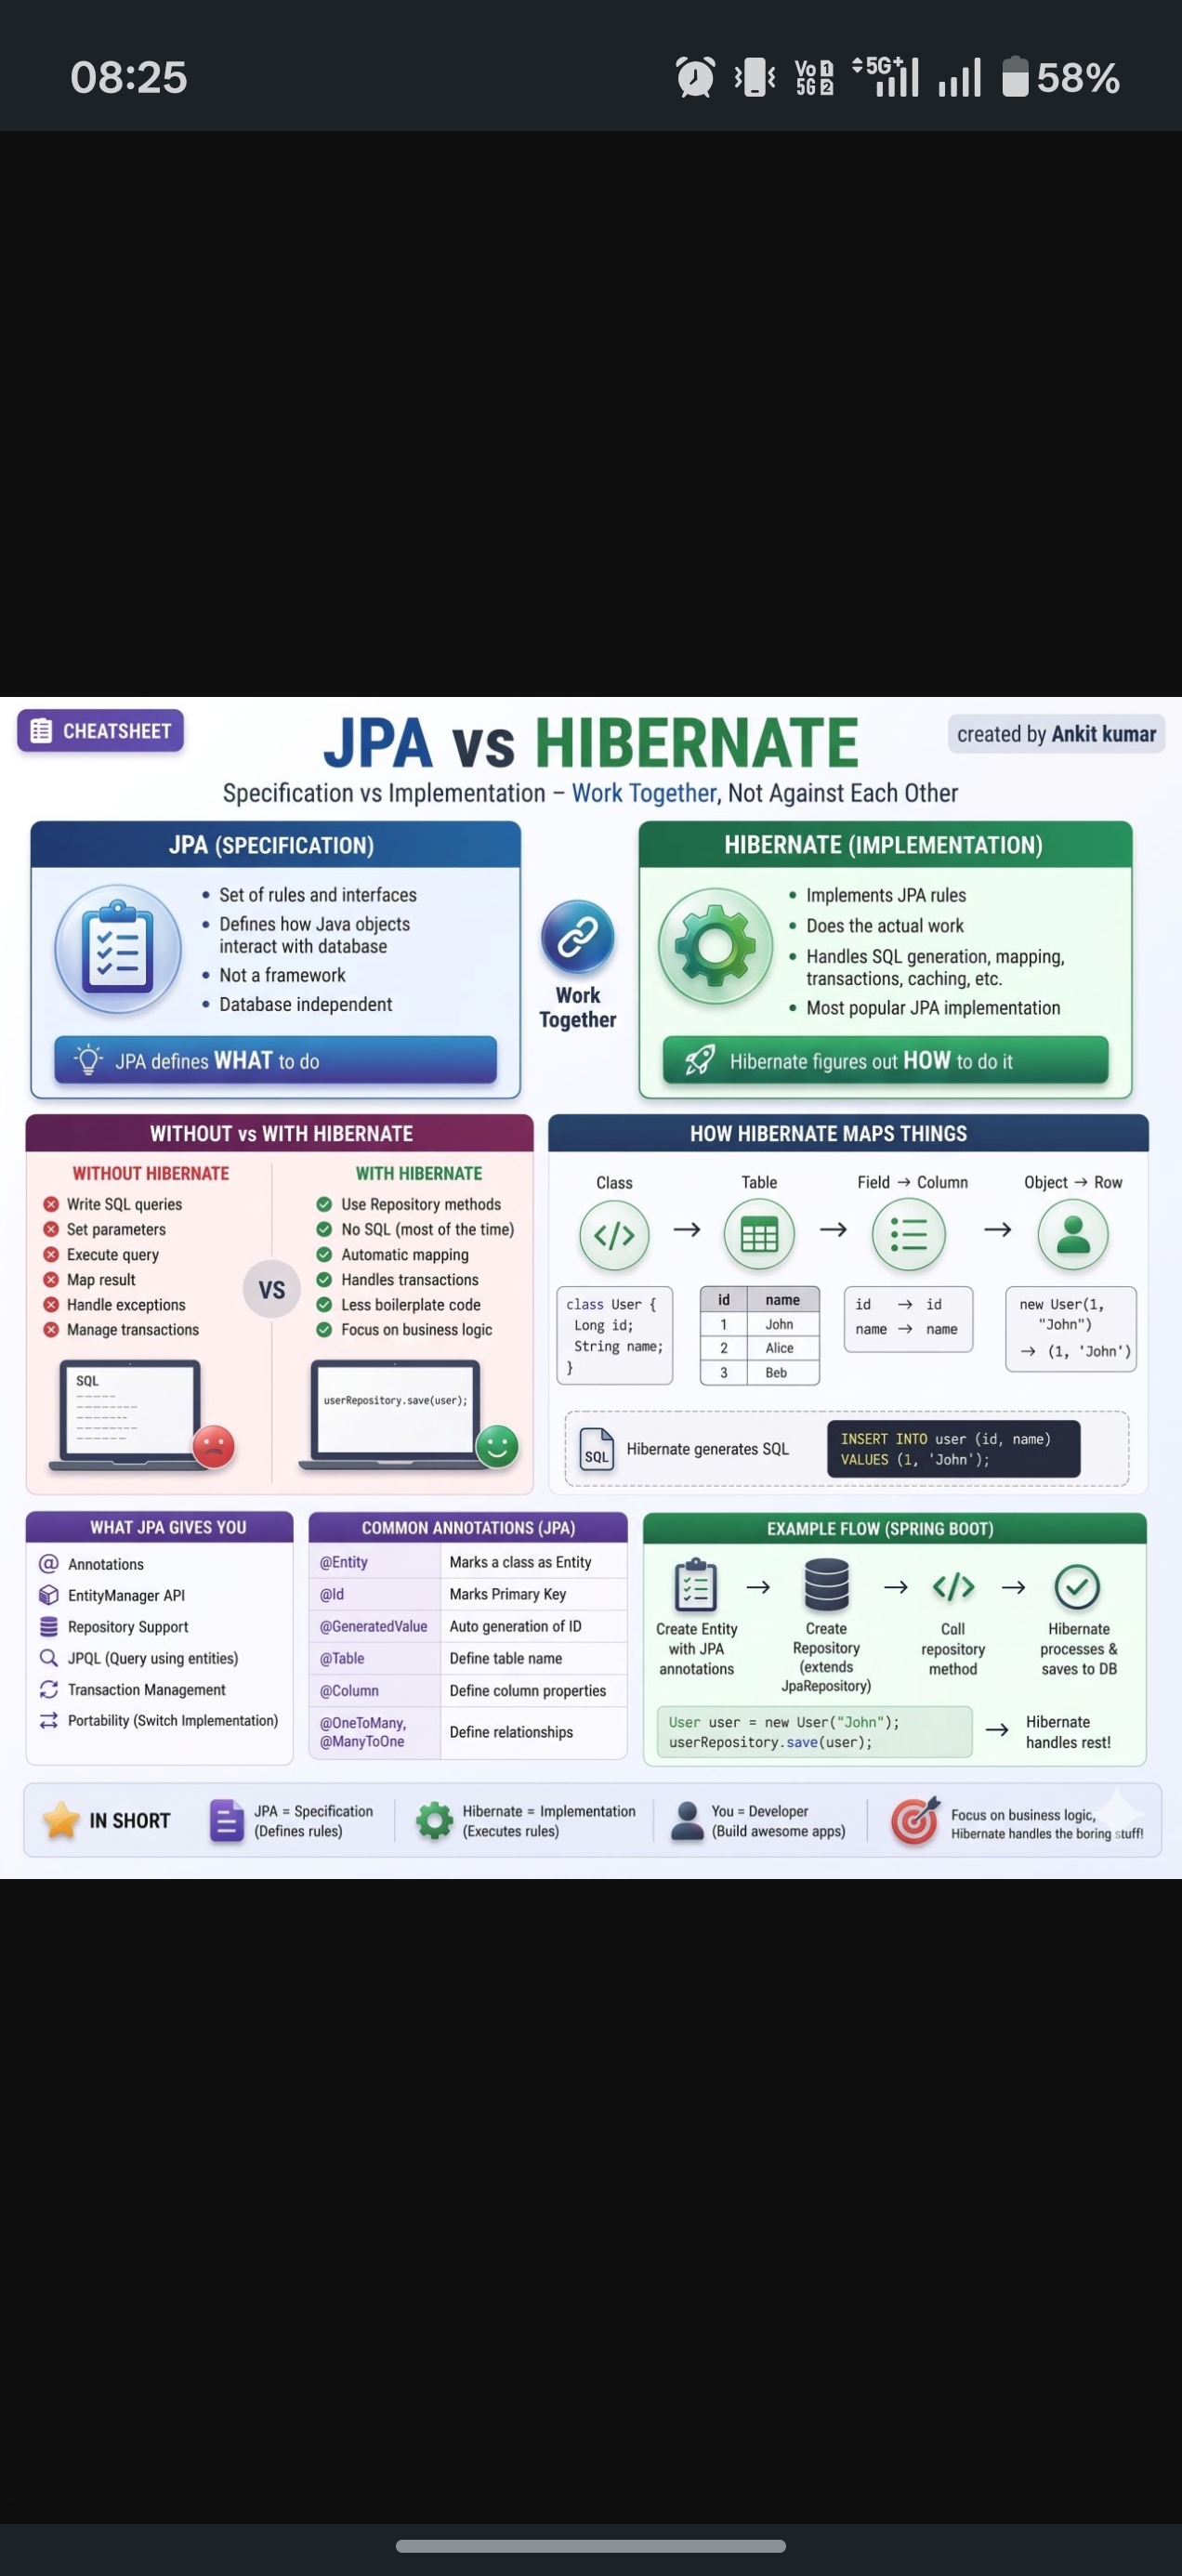 08:25
Vo 1
5G 2
5G+
58%
CHEATSHEET
JPA vs HIBERNATE
created by Ankit kumar
Specification vs Implementation – Work Together, Not Against Each Other
JPA (SPECIFICATION)
• Set of rules and interfaces
• Defines how Java objects
interact with database
• Not a framework
• Database independent
JPA defines WHAT to do
Work
Together
HIBERNATE (IMPLEMENTATION)
• Implements JPA rules
• Does the actual work
• Handles SQL generation, mapping,
transactions, caching, etc.
• Most popular JPA implementation
Hibernate figures out HOW to do it
WITHOUT vs WITH HIBERNATE
WITHOUT HIBERNATE
Write SQL queries
Set parameters
Execute query
Map result
Handle exceptions
Manage transactions
SQL
VS
WITH HIBERNATE
Use Repository methods
No SQL (most of the time)
Automatic mapping
Handles transactions
Less boilerplate code
Focus on business logic
userRepository.save(user);
HOW HIBERNATE MAPS THINGS
Class
Table
Field → Column
Object → Row
class User {
Long id;
String name;
}
id name
1 John
2 Alice
3 Beb
id → id
name → name
new User(1,
"John")
→ (1, 'John')
SQL
Hibernate generates SQL
INSERT INTO user (id, name)
VALUES (1, 'John');
WHAT JPA GIVES YOU
@ Annotations
EntityManager API
Repository Support
JPQL (Query using entities)
Transaction Management
Portability (Switch Implementation)
COMMON ANNOTATIONS (JPA)
@Entity Marks a class as Entity
@Id Marks Primary Key
@GeneratedValue Auto generation of ID
@Table Define table name
@Column Define column properties
@OneToMany,
@ManyToOne
Define relationships
EXAMPLE FLOW (SPRING BOOT)
Create Entity
with JPA
annotations
Create
Repository
(extends
JpaRepository)
Call
repository
method
Hibernate
processes &
saves to DB
User user = new User("John");
userRepository.save(user);
→
Hibernate
handles rest!
IN SHORT
JPA = Specification
(Defines rules)
Hibernate = Implementation
(Executes rules)
You = Developer
(Build awesome apps)
Focus on business logic,
Hibernate handles the boring stuff!